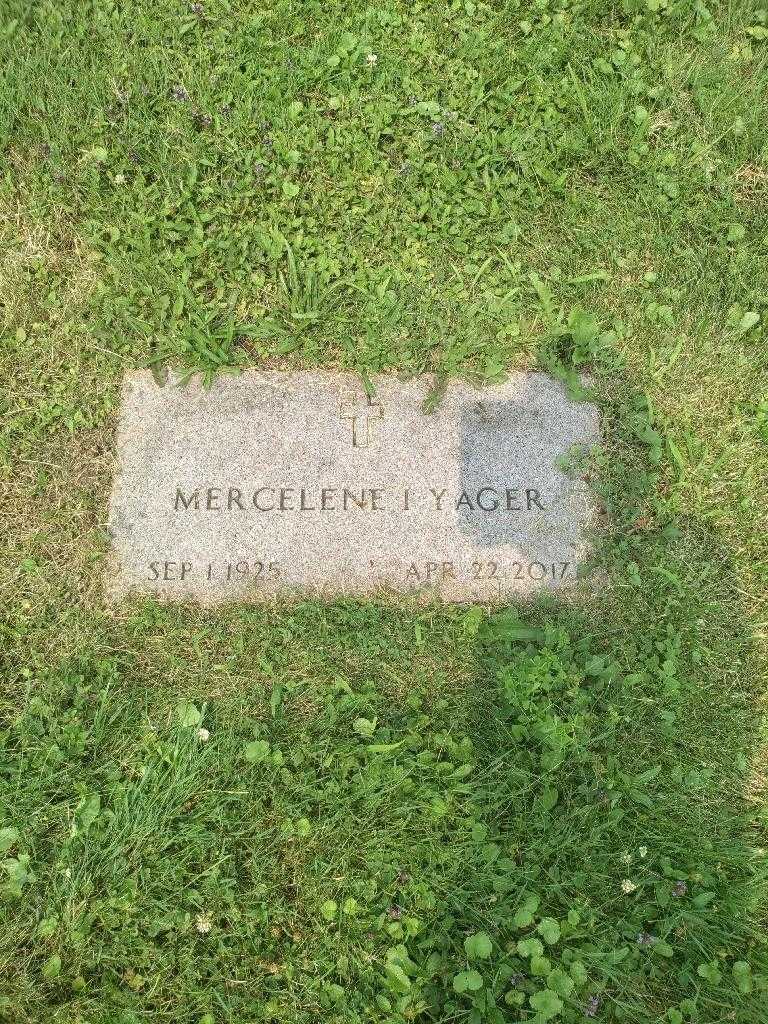 MERCELENE I YAGER
SEP 1 1925 APR 22 2017